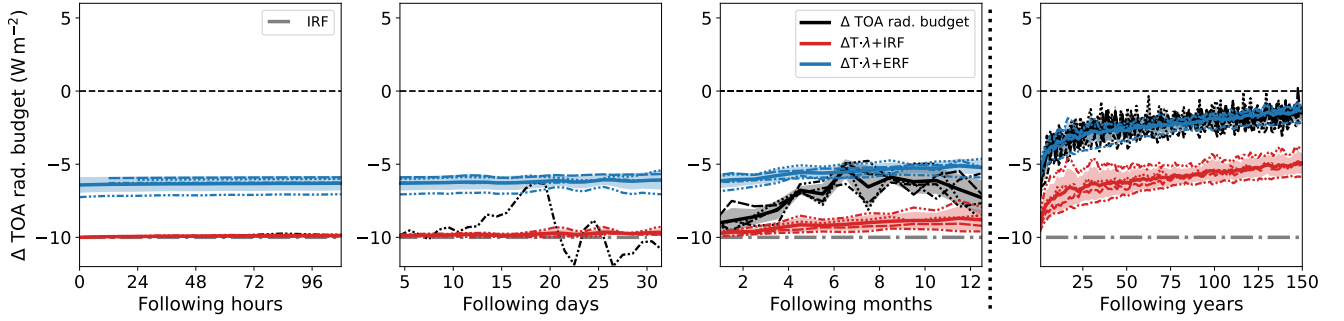 Δ TOA rad. budget (W m−2)
5
0
−5
−10
0 24 48 72 96
Following hours
IRF
5
0
−5
−10
5 10 15 20 25 30
Following days
5
0
−5
−10
2 4 6 8 10 12
Following months
Δ TOA rad. budget
ΔT·λ+IRF
ΔT·λ+ERF
5
0
−5
−10
25 50 75 100 125 150
Following years